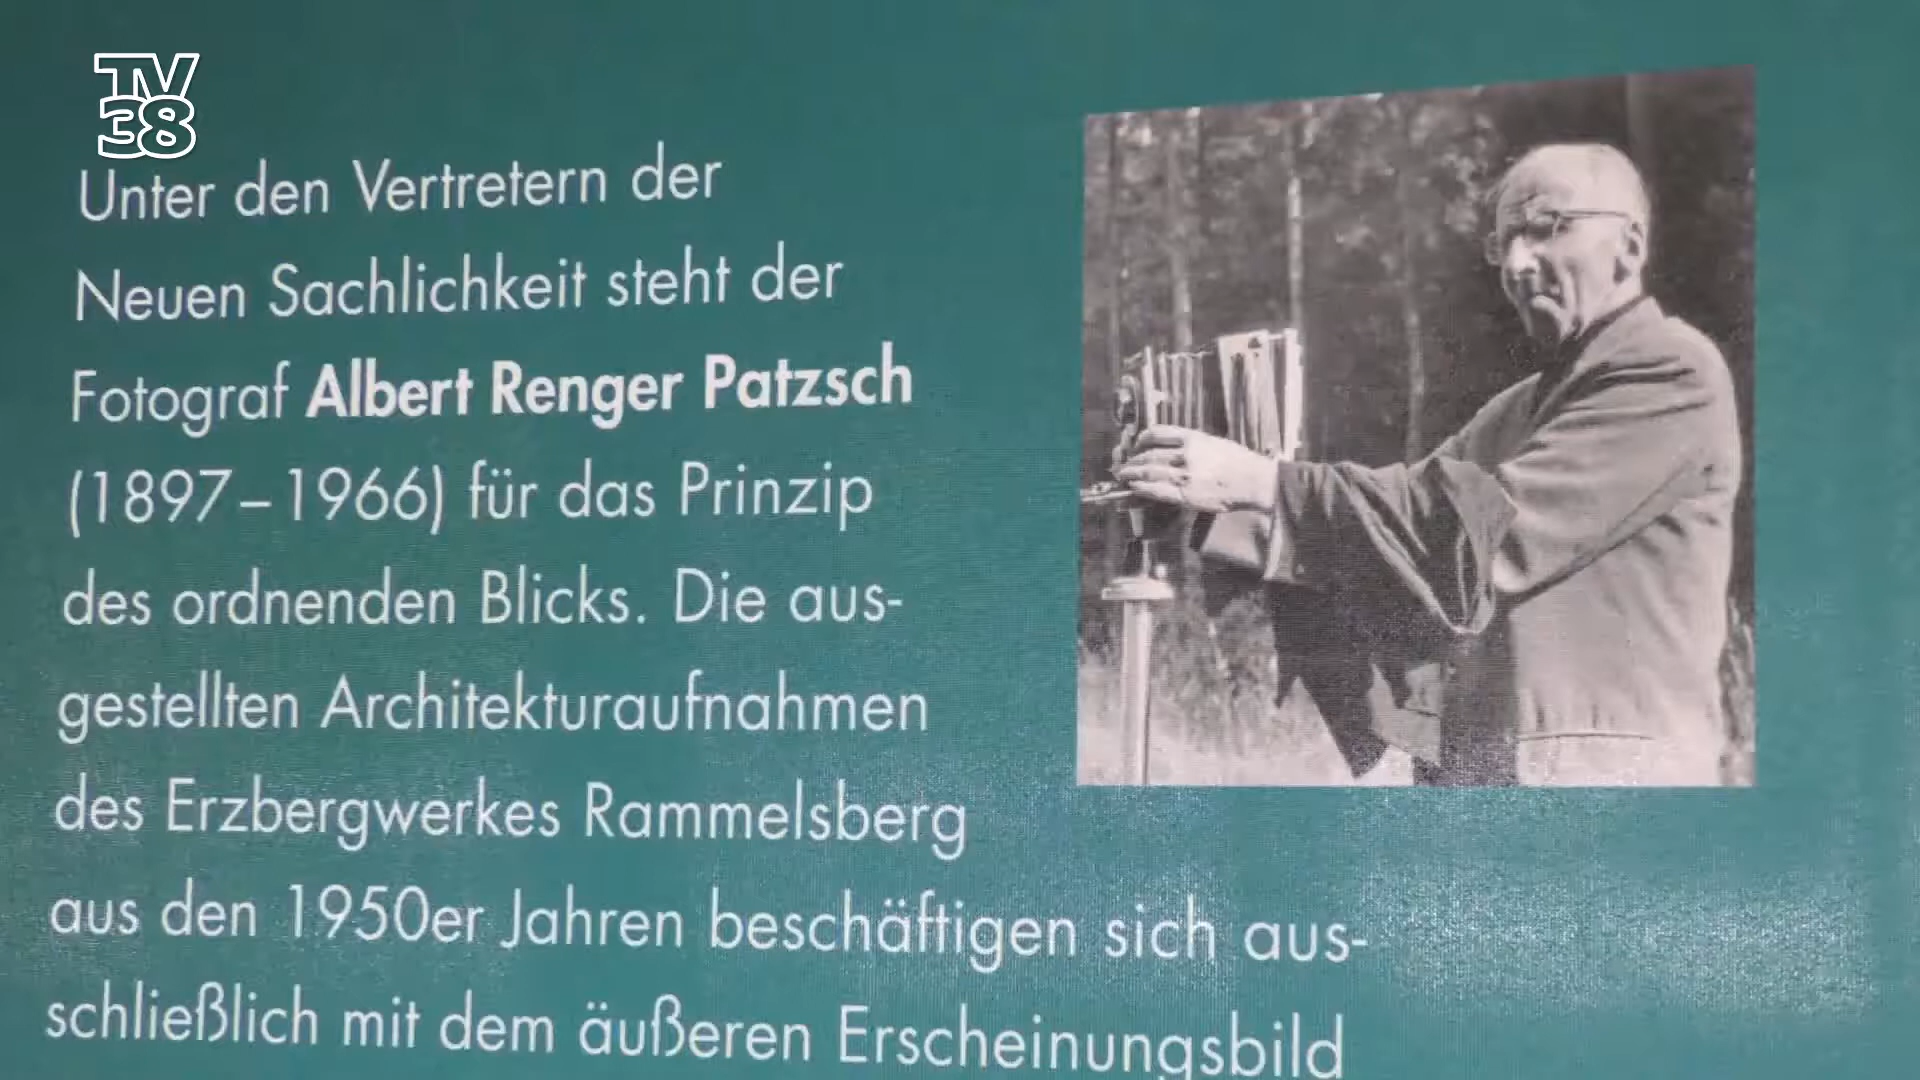 TV
38
Unter den Vertretern der
Neuen Sachlichkeit steht der
Fotograf Albert Renger Patzsch
(1897–1966) für das Prinzip
des ordnenden Blicks. Die aus-
gestellten Architekturaufnahmen
des Erzbergwerkes Rammelsberg
aus den 1950er Jahren beschäftigen sich aus-
schließlich mit dem äußeren Erscheinungsbild